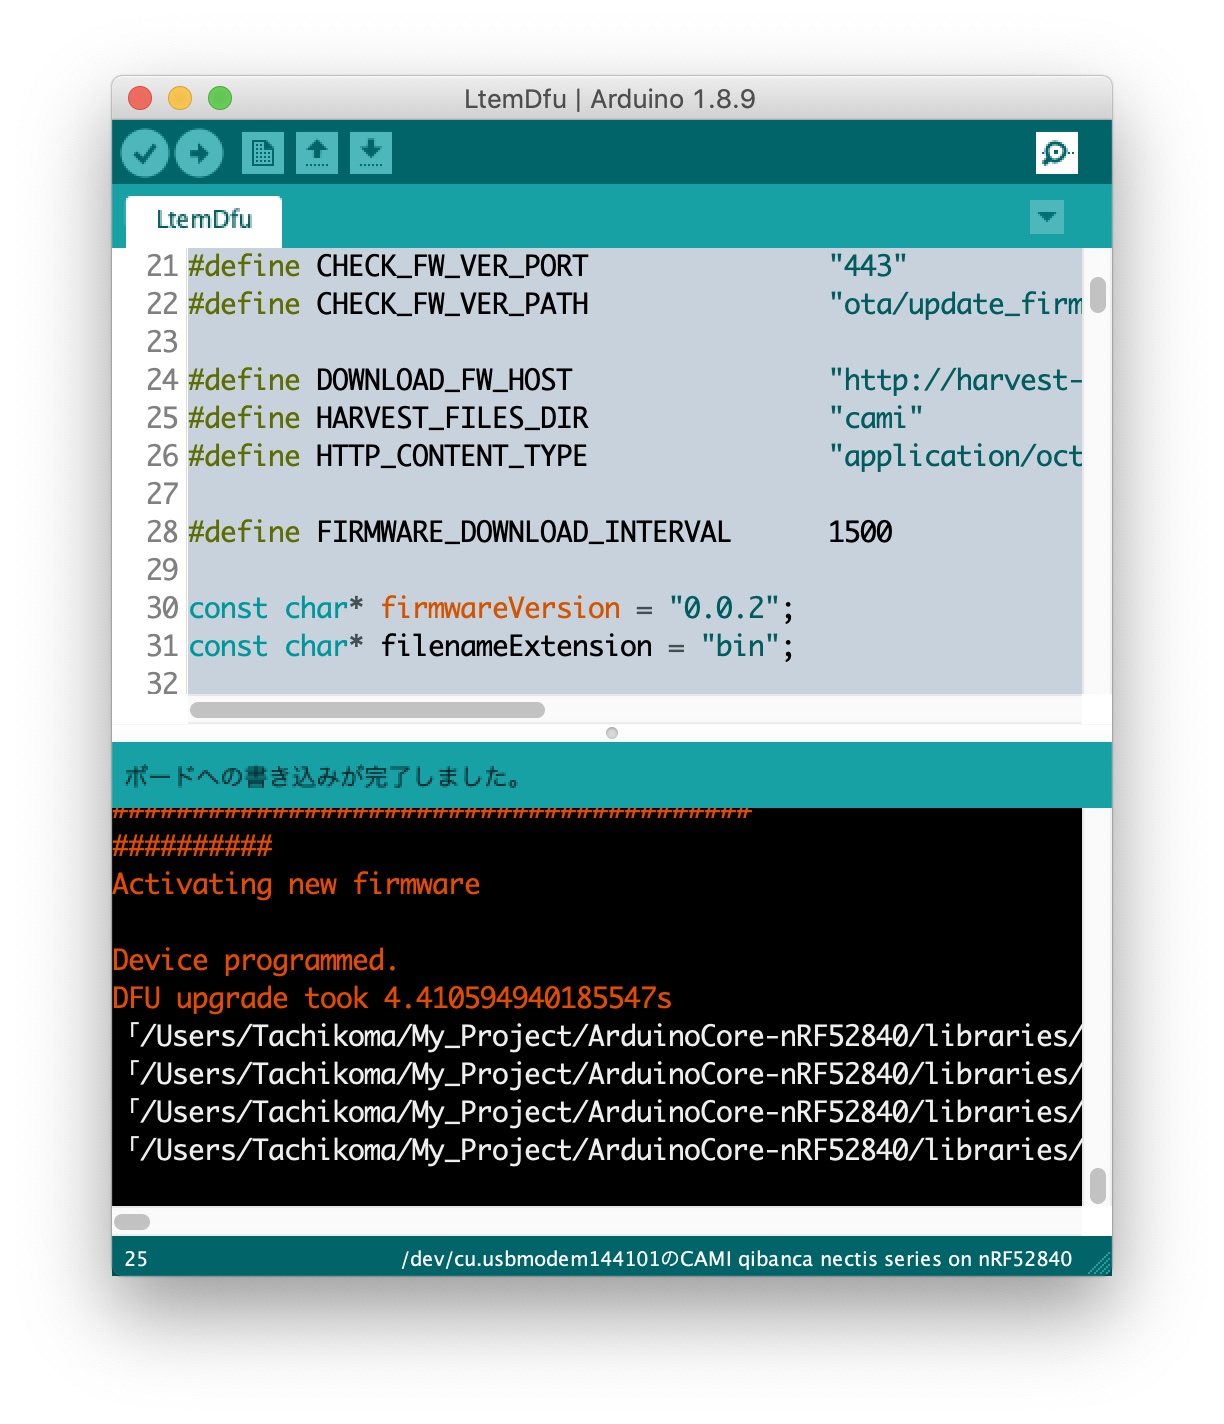 LtemDfu | Arduino 1.8.9
LtemDfu
21 #define CHECK_FW_VER_PORT "443"
22 #define CHECK_FW_VER_PATH "ota/update_firm
23
24 #define DOWNLOAD_FW_HOST "http://harvest-
25 #define HARVEST_FILES_DIR "cami"
26 #define HTTP_CONTENT_TYPE "application/oct
27
28 #define FIRMWARE_DOWNLOAD_INTERVAL 1500
29
30 const char* firmwareVersion = "0.0.2";
31 const char* filenameExtension = "bin";
32
ボードへの書き込みが完了しました。
########################################
##########
Activating new firmware
Device programmed.
DFU upgrade took 4.410594940185547s
「/Users/Tachikoma/My_Project/ArduinoCore-nRF52840/libraries/
「/Users/Tachikoma/My_Project/ArduinoCore-nRF52840/libraries/
「/Users/Tachikoma/My_Project/ArduinoCore-nRF52840/libraries/
「/Users/Tachikoma/My_Project/ArduinoCore-nRF52840/libraries/
25 /dev/cu.usbmodem144101のCAMI qibanca nectis series on nRF52840